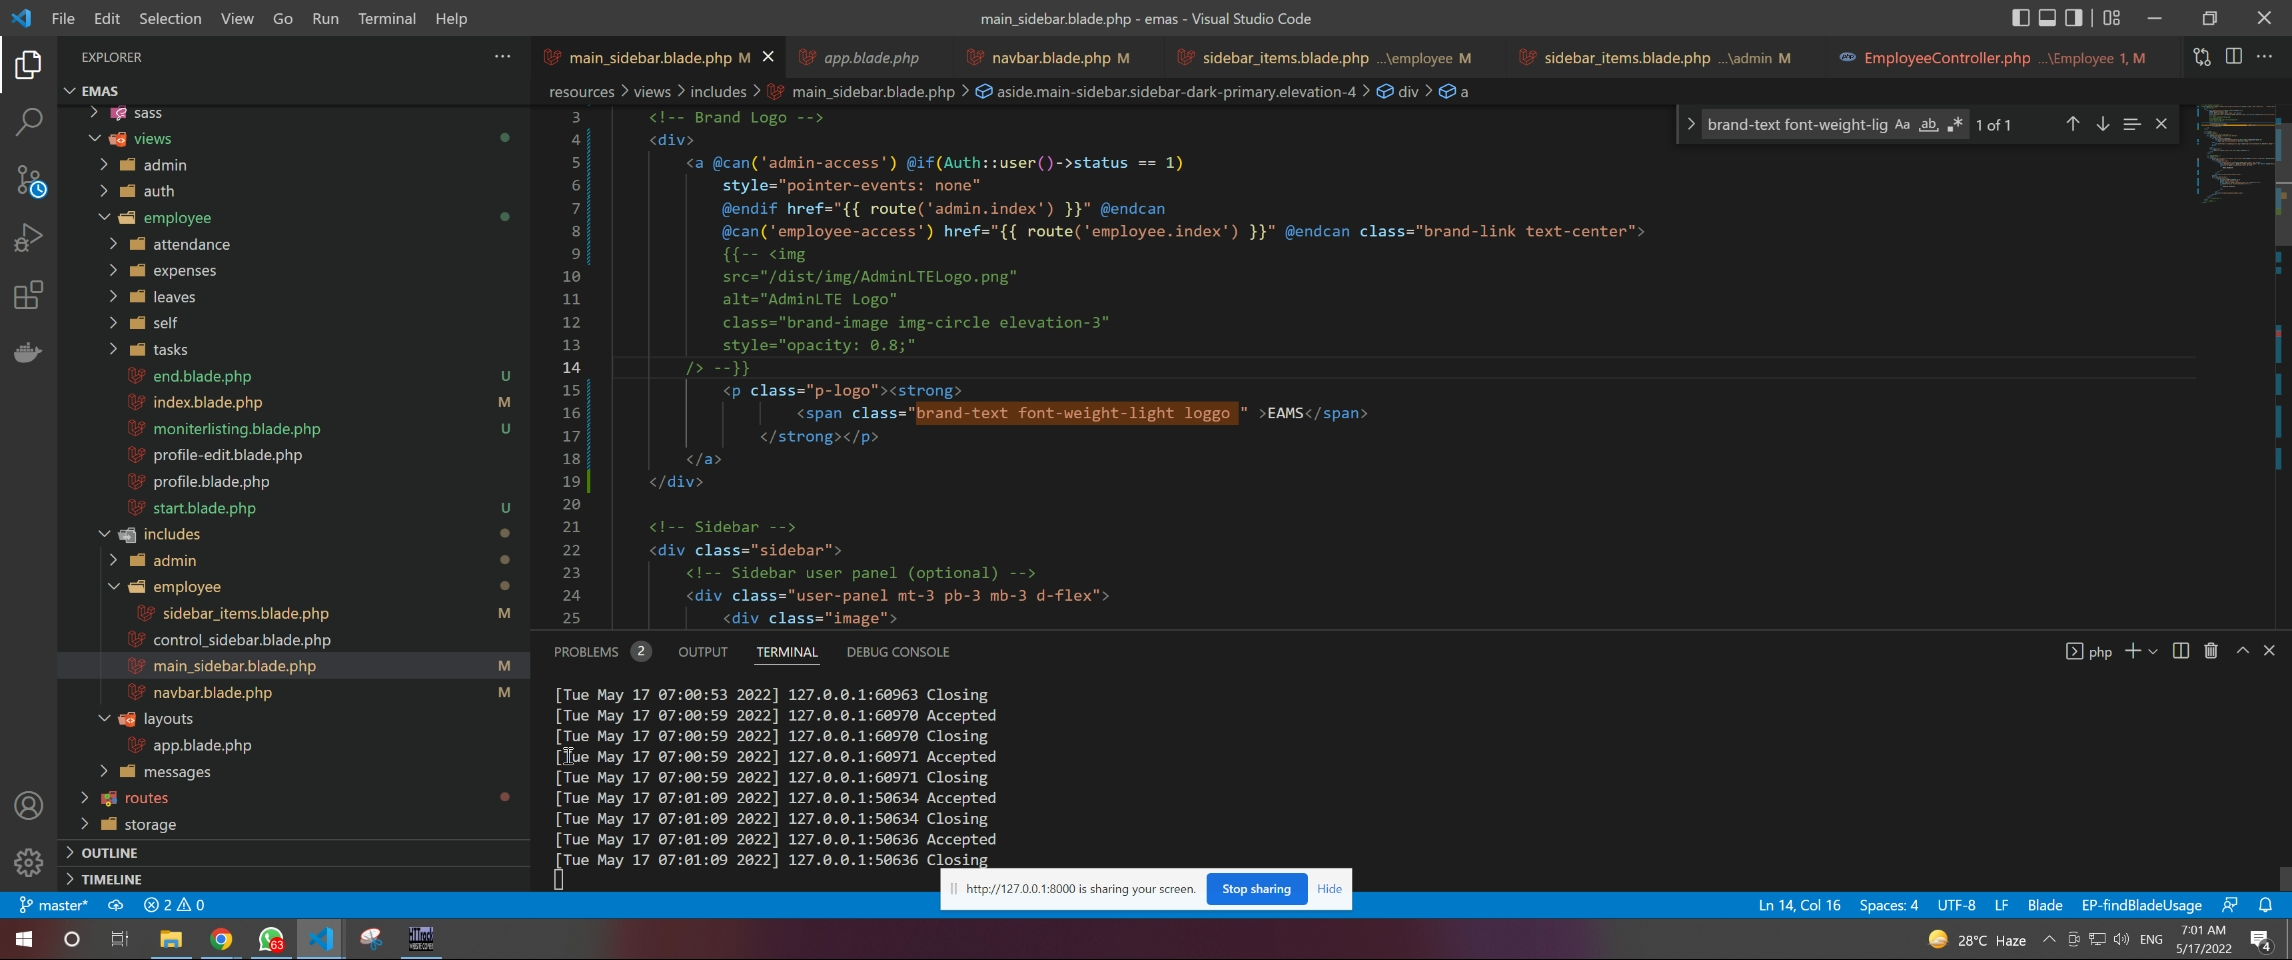 File Edit Selection View Go Run Terminal Help
main_sidebar.blade.php - emas - Visual Studio Code
EXPLORER
EMAS
sass
views
admin
auth
employee
attendance
expenses
leaves
self
tasks
end.blade.php U
index.blade.php M
moniterlisting.blade.php U
profile-edit.blade.php
profile.blade.php
start.blade.php U
includes
admin
employee
sidebar_items.blade.php M
control_sidebar.blade.php
main_sidebar.blade.php M
navbar.blade.php M
layouts
app.blade.php
messages
routes
storage
OUTLINE
TIMELINE
main_sidebar.blade.php M app.blade.php navbar.blade.php M sidebar_items.blade.php ...\employee M sidebar_items.blade.php ...\admin M EmployeeController.php ...\Employee 1, M
resources > views > includes > main_sidebar.blade.php > aside.main-sidebar.sidebar-dark-primary.elevation-4 > div > a
brand-text font-weight-lig Aa ab 1 of 1
3 <!-- Brand Logo -->
4 <div>
5 <a @can('admin-access') @if(Auth::user()->status == 1)
6 style="pointer-events: none"
7 @endif href="{{ route('admin.index') }}" @endcan
8 @can('employee-access') href="{{ route('employee.index') }}" @endcan class="brand-link text-center">
9 {{-- <img
10 src="/dist/img/AdminLTELogo.png"
11 alt="AdminLTE Logo"
12 class="brand-image img-circle elevation-3"
13 style="opacity: 0.8;"
14 /> --}}
15 <p class="p-logo"><strong>
16 <span class="brand-text font-weight-light loggo " >EAMS</span>
17 </strong></p>
18 </a>
19 </div>
20
21 <!-- Sidebar -->
22 <div class="sidebar">
23 <!-- Sidebar user panel (optional) -->
24 <div class="user-panel mt-3 pb-3 mb-3 d-flex">
25 <div class="image">
PROBLEMS 2 OUTPUT TERMINAL DEBUG CONSOLE
php
[Tue May 17 07:00:53 2022] 127.0.0.1:60963 Closing
[Tue May 17 07:00:59 2022] 127.0.0.1:60970 Accepted
[Tue May 17 07:00:59 2022] 127.0.0.1:60970 Closing
[Tue May 17 07:00:59 2022] 127.0.0.1:60971 Accepted
[Tue May 17 07:00:59 2022] 127.0.0.1:60971 Closing
[Tue May 17 07:01:09 2022] 127.0.0.1:50634 Accepted
[Tue May 17 07:01:09 2022] 127.0.0.1:50634 Closing
[Tue May 17 07:01:09 2022] 127.0.0.1:50636 Accepted
[Tue May 17 07:01:09 2022] 127.0.0.1:50636 Closing
http://127.0.0.1:8000 is sharing your screen. Stop sharing Hide
master* 2 0
Ln 14, Col 16 Spaces: 4 UTF-8 LF Blade EP-findBladeUsage
63
28°C Haze ENG
7:01 AM
5/17/2022
4